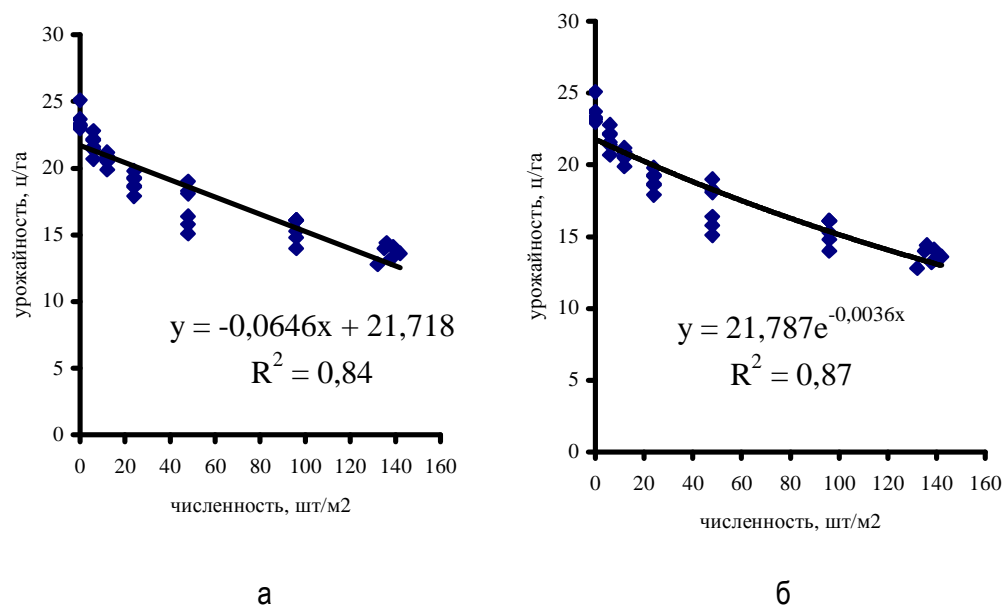 30
25
20
15
10
5
0
урожайность, ц/га
y = -0,0646x + 21,718
R² = 0,84
0 20 40 60 80 100 120 140 160
численность, шт/м2
а
30
25
20
15
10
5
0
урожайность, ц/га
y = 21,787e^-0,0036x
R² = 0,87
0 20 40 60 80 100 120 140 160
численность, шт/м2
б